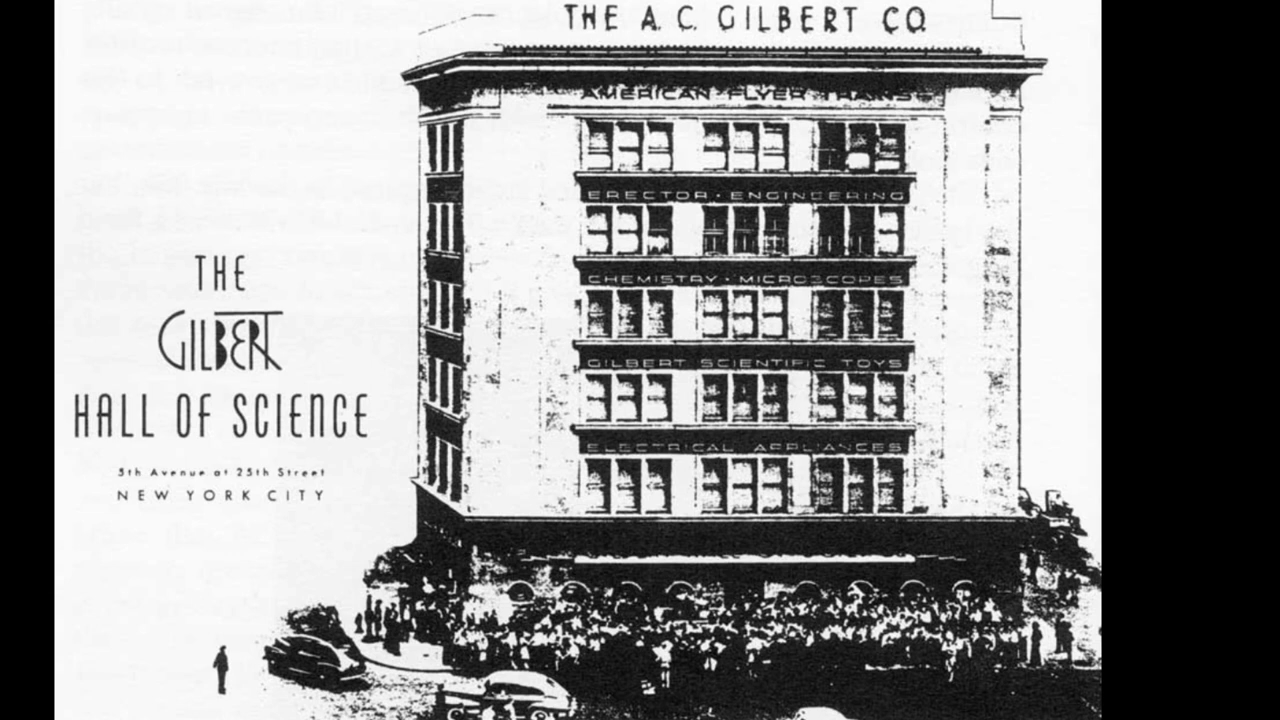 THE A.C. GILBERT CO.
AMERICAN FLYER TRAINS
ERECTOR • ENGINEERING
CHEMISTRY • MICROSCOPES
GILBERT SCIENTIFIC TOYS
ELECTRICAL APPLIANCES
THE
GILBERT
HALL OF SCIENCE
5th Avenue at 25th Street
NEW YORK CITY